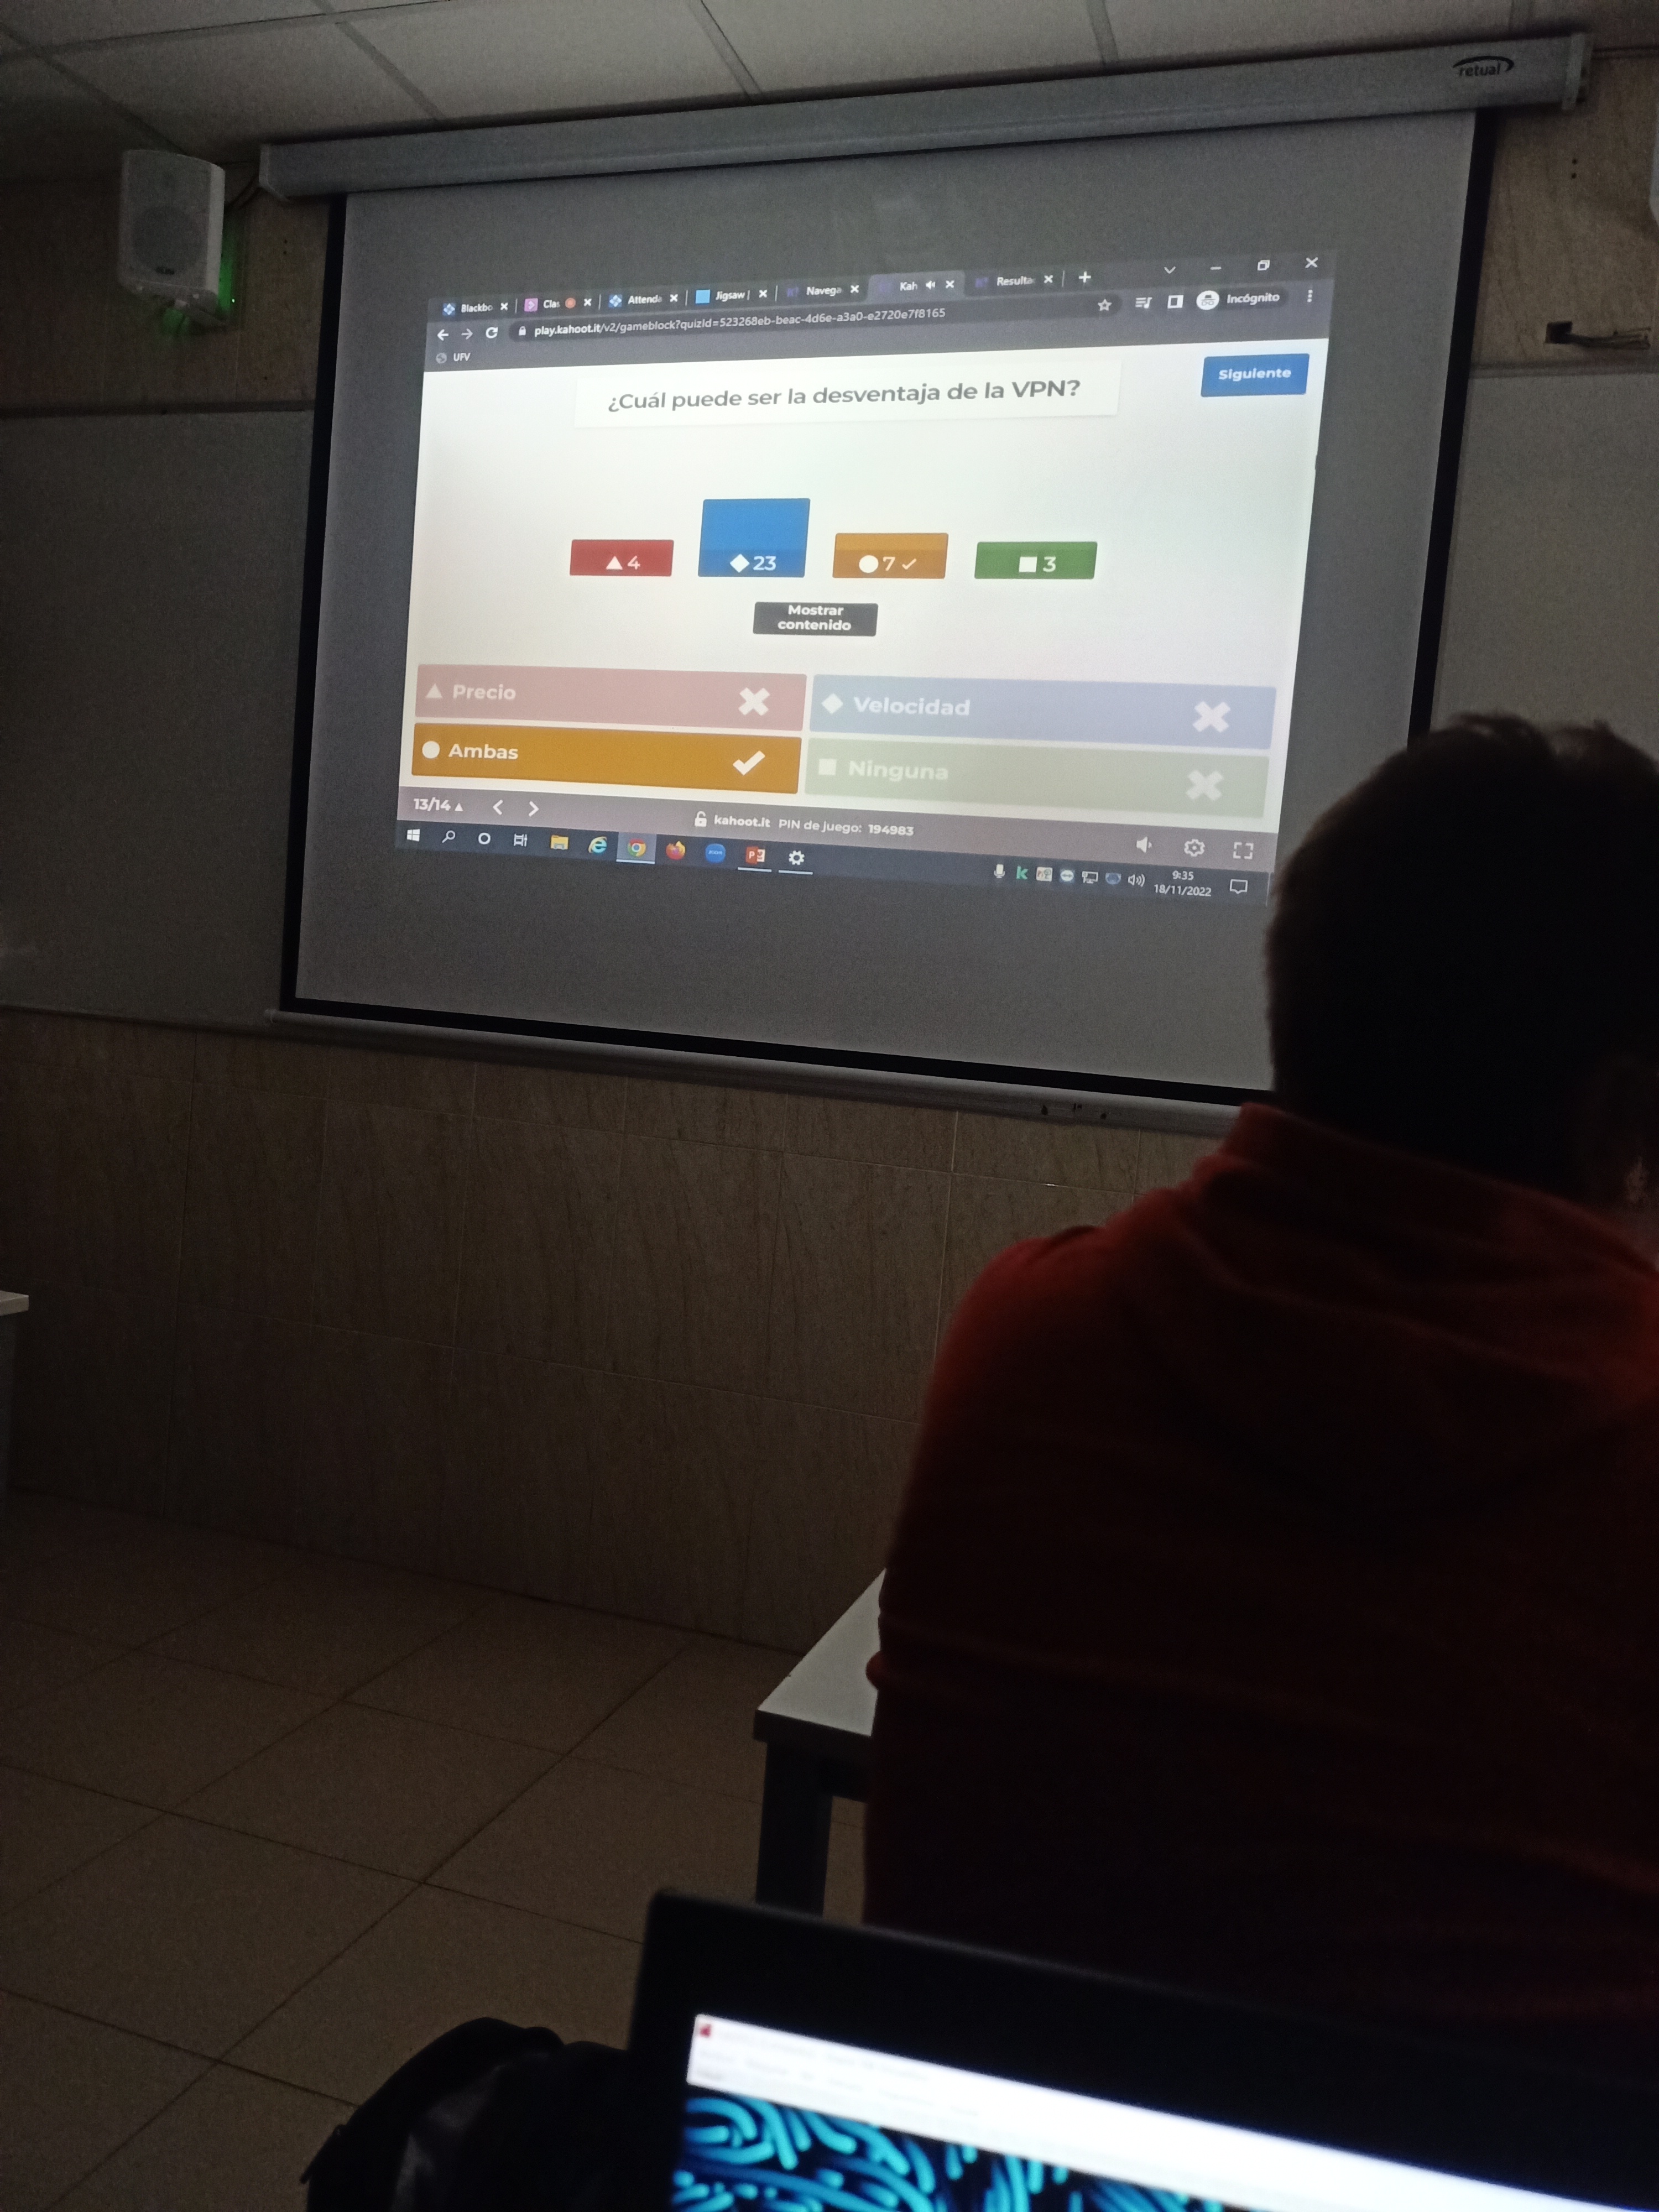 retual
Blackbo
Clas
Attenda
Jigsaw |
Navega
Kah
Resulta
play.kahoot.it/v2/gameblock?quizId=523268eb-beac-4d6e-a3a0-e2720e7f8165
Incógnito
UFV
¿Cuál puede ser la desventaja de la VPN?
Siguiente
4
23
7
3
Mostrar
contenido
Precio
Velocidad
Ambas
Ninguna
13/14
kahoot.it PIN de juego: 194983
9:35
18/11/2022